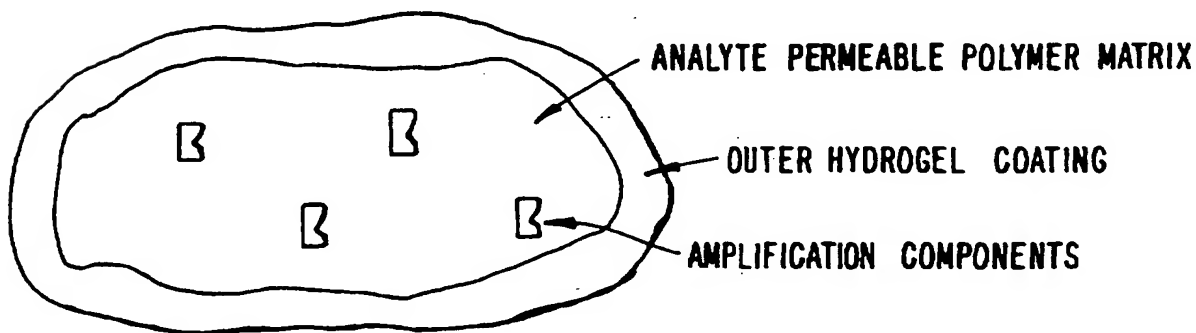 ANALYTE PERMEABLE POLYMER MATRIX
OUTER HYDROGEL COATING
AMPLIFICATION COMPONENTS